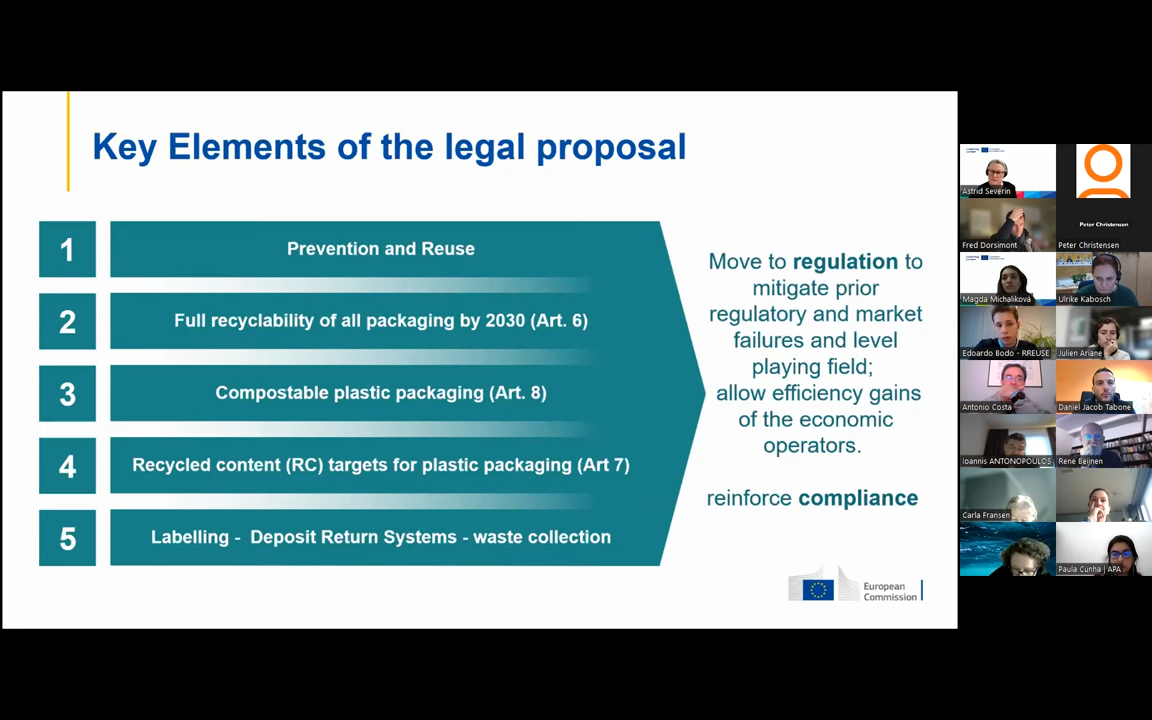 Key Elements of the legal proposal
1
Prevention and Reuse
2
Full recyclability of all packaging by 2030 (Art. 6)
3
Compostable plastic packaging (Art. 8)
4
Recycled content (RC) targets for plastic packaging (Art 7)
5
Labelling - Deposit Return Systems - waste collection
Move to regulation to
mitigate prior
regulatory and market
failures and level
playing field;
allow efficiency gains
of the economic
operators.
reinforce compliance
European
Commission
Astrid Severin
Peter Christensen
Peter Christensen
Fred Dorsimont
Magda Michaliková
Ulrike Kabosch
Edoardo Bodo - RREUSE
Julien Ariane
Antonio Costa
Daniel Jacob Tabone
Ioannis ANTONOPOULOS
Rene Beijnen
Carla Fransen
Paula Cunha | APA